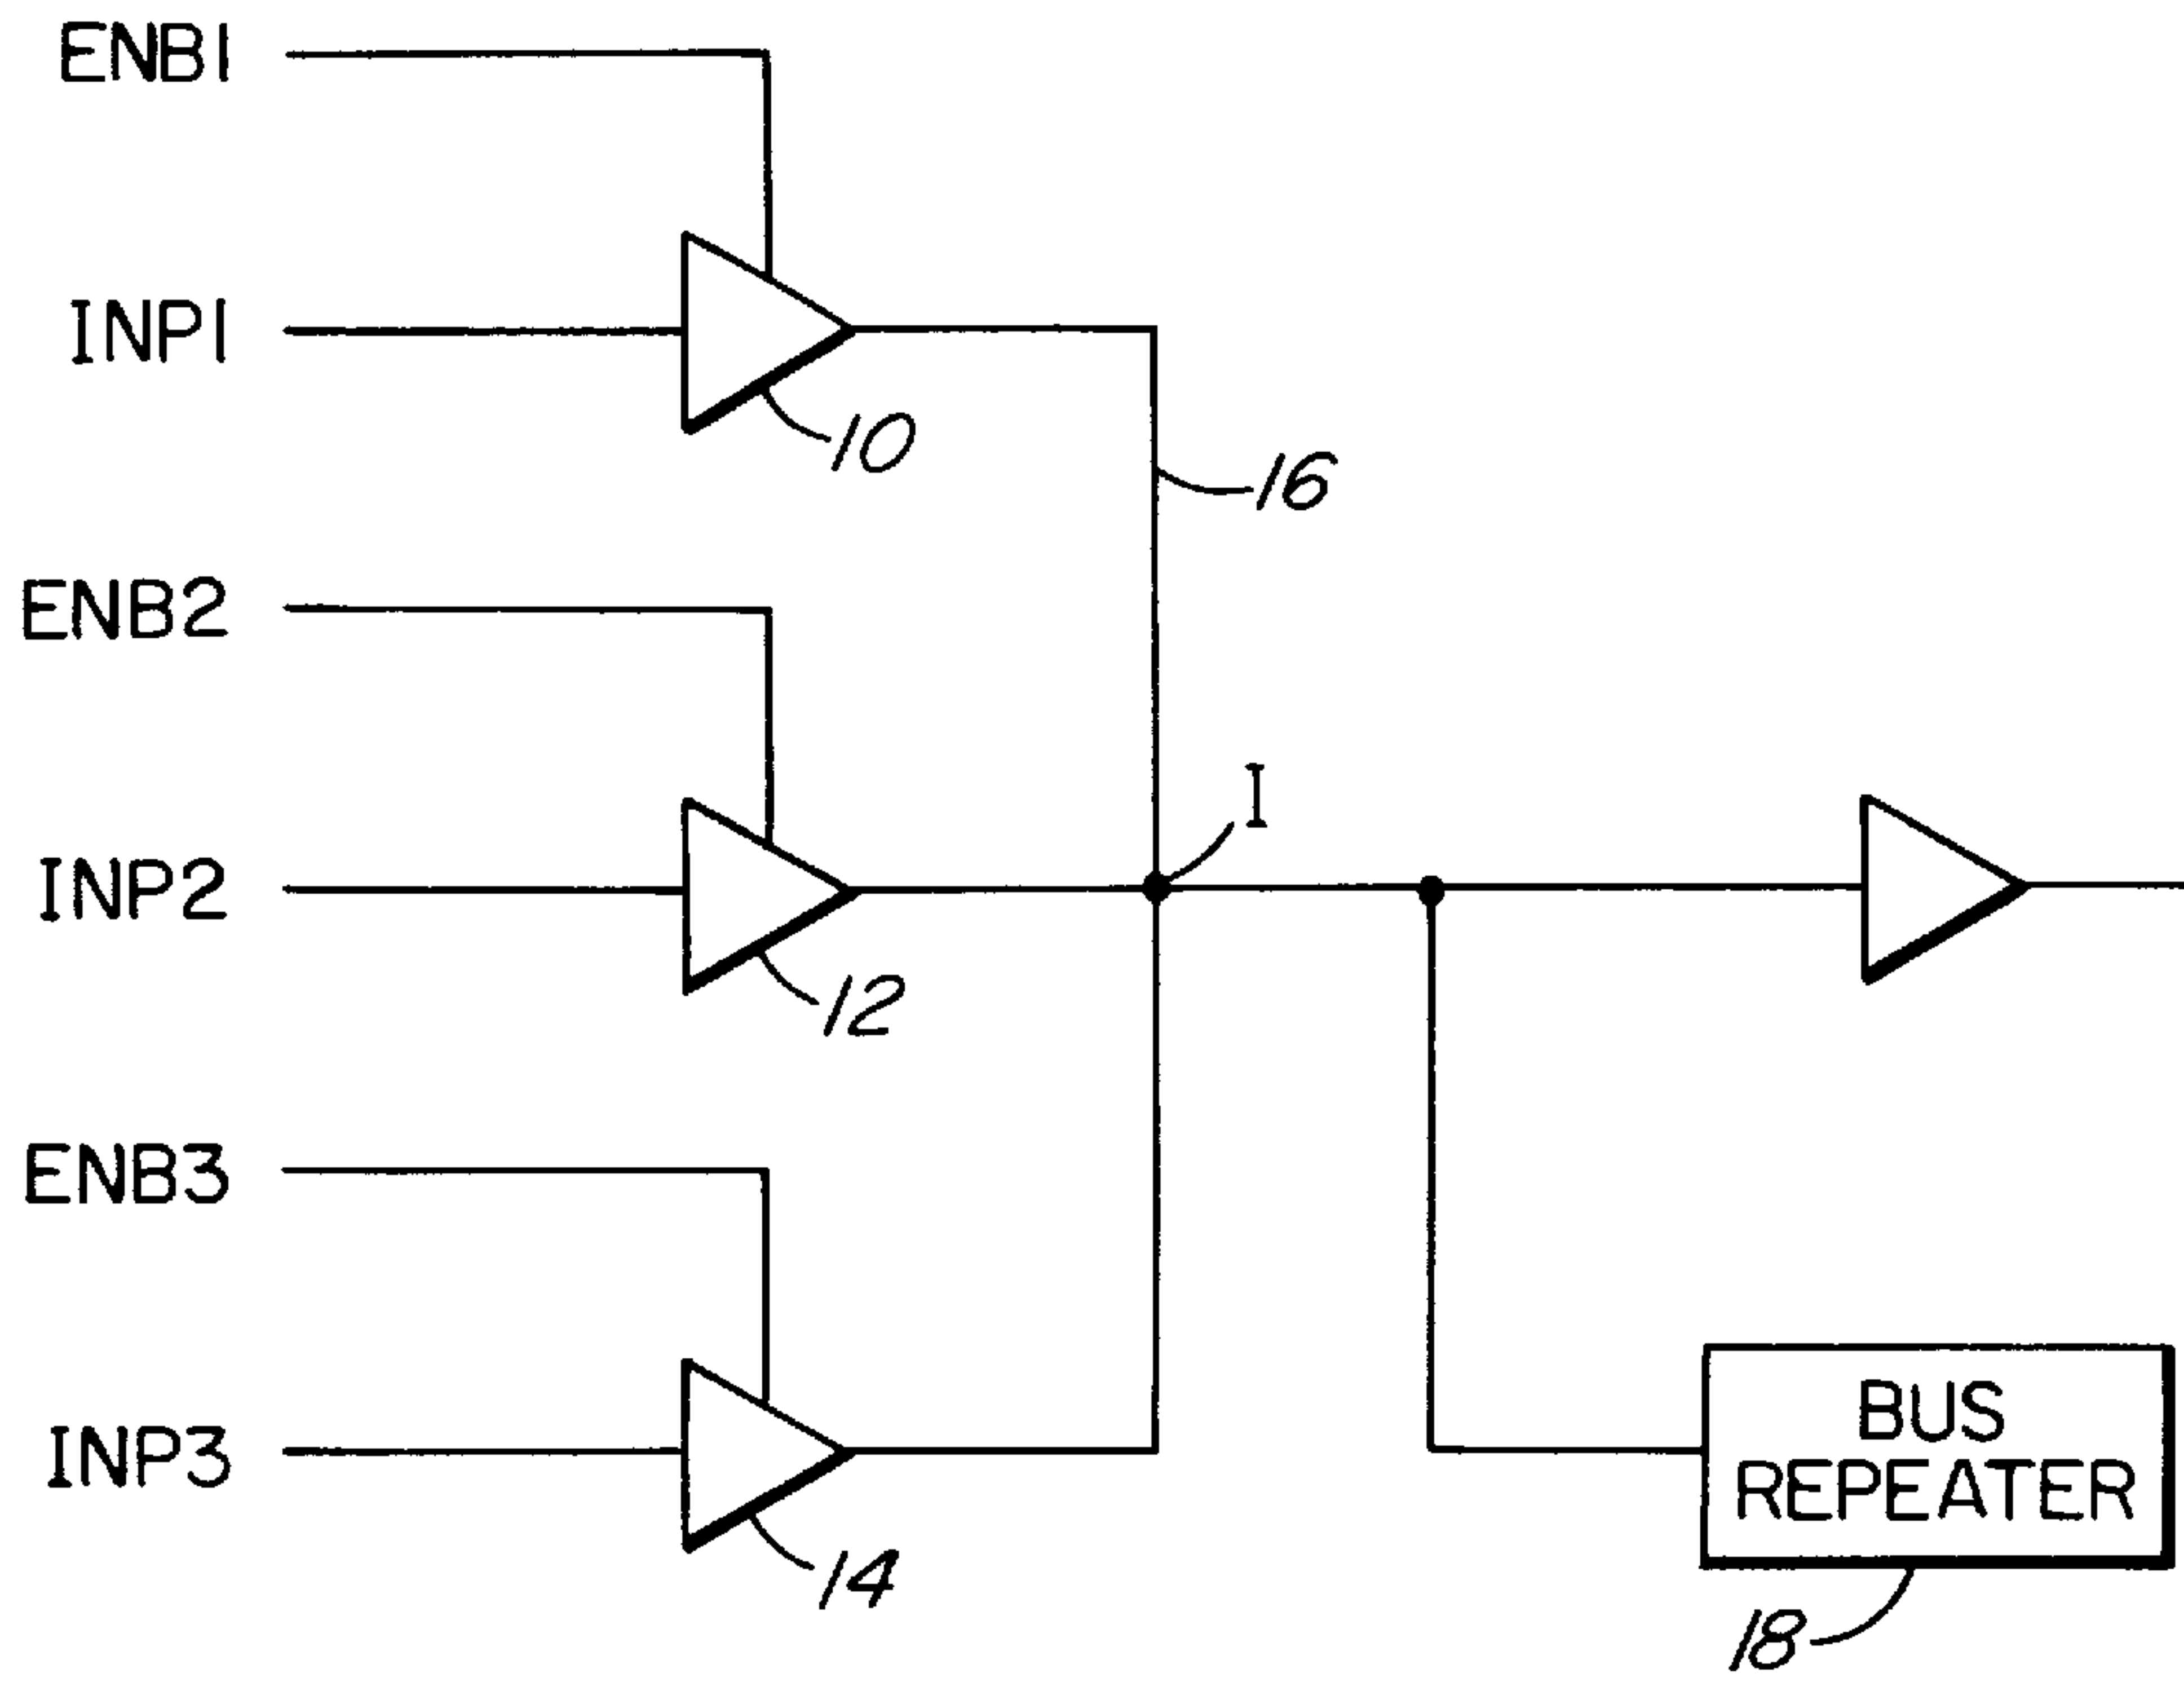 ENB1
INP1
10
16
ENB2
I
INP2
12
ENB3
BUS
REPEATER
INP3
14
18